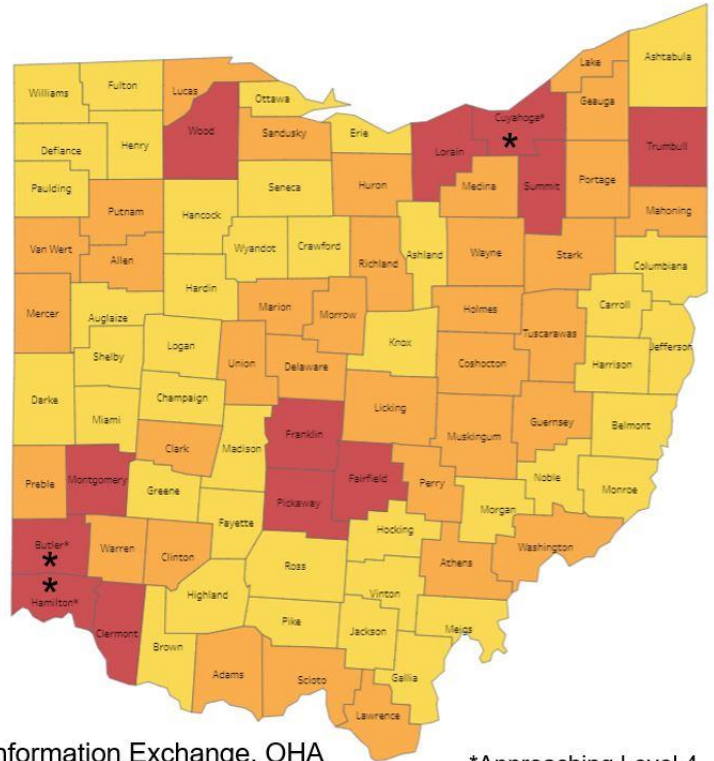 Ashtabula
Lake
Williams
Fulton
Lucas
Geauga
Ottawa
Cuyahoga*
*
Wood
Sandusky
Erie
Lorain
Trumbull
Defiance
Henry
Summit
Portage
Paulding
Seneca
Huron
Medina
Putnam
Hancock
Mahoning
Van Wert
Allen
Wyandot
Crawford
Richland
Ashland
Wayne
Stark
Columbiana
Hardin
Mercer
Auglaize
Marion
Morrow
Holmes
Carroll
Tuscarawas
Jefferson
Shelby
Logan
Union
Knox
Delaware
Coshocton
Harrison
Darke
Champaign
Miami
Licking
Guernsey
Belmont
Franklin
Muskingum
Clark
Madison
Preble
Montgomery
Fairfield
Perry
Noble
Monroe
Greene
Pickaway
Morgan
Fayette
Hocking
Butler*
*
Warren
Clinton
Washington
Athens
Ross
*
Hamilton*
Highland
Vinton
Clermont
Pike
Jackson
Meigs
Brown
Adams
Scioto
Gallia
Lawrence
nformation Exchange, OHA
*Approaching Level 4